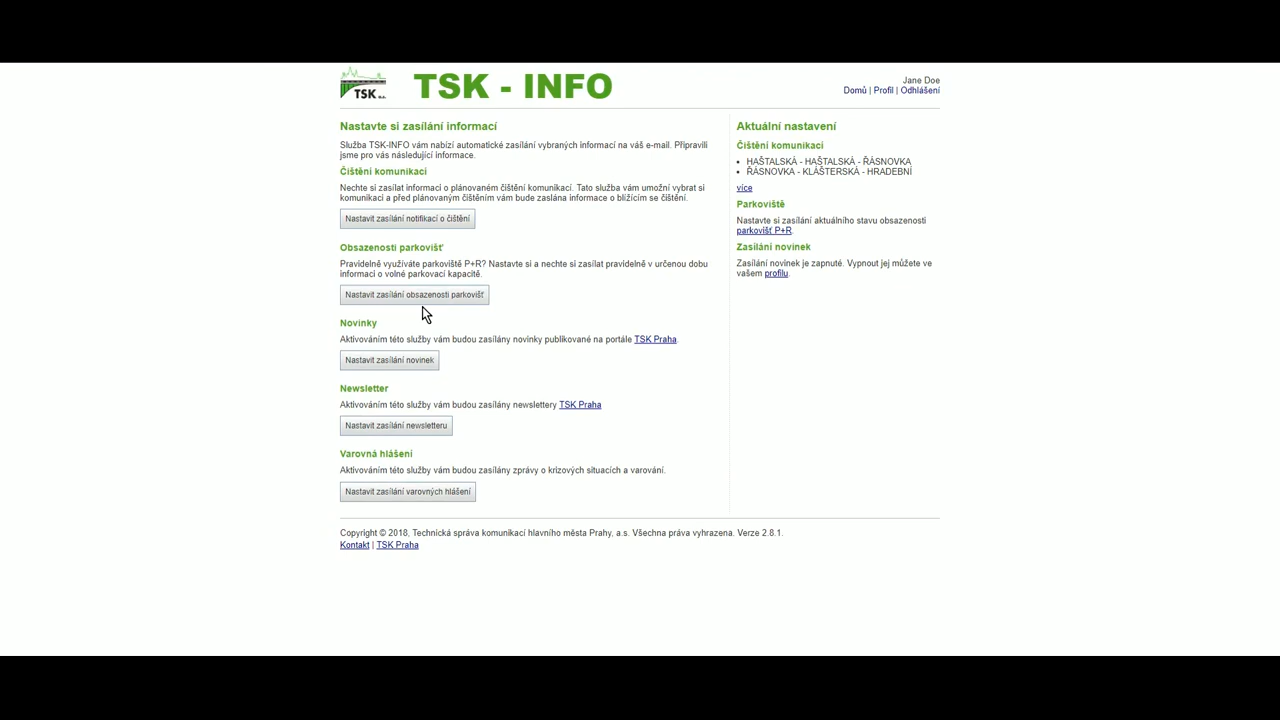 TSK a.s.
TSK - INFO
Jane Doe
Domů | Profil | Odhlášení
Nastavte si zasílání informací
Služba TSK-INFO vám nabízí automatické zasílání vybraných informací na váš e-mail. Připravili
jsme pro vás následující informace.
Čištění komunikací
Nechte si zasílat informaci o plánovaném čištění komunikací. Tato služba vám umožní vybrat si
komunikaci a před plánovaným čištěním vám bude zaslána informace o bližícím se čištění.
Nastavit zasílání notifikací o čištění
Obsazenosti parkovišť
Pravidelně využíváte parkoviště P+R? Nastavte si a nechte si zasílat pravidelně v určenou dobu
informaci o volné parkovací kapacitě.
Nastavit zasílání obsazenosti parkovišť
Novinky
Aktivováním této služby vám budou zasílány novinky publikované na portále TSK Praha.
Nastavit zasílání novinek
Newsletter
Aktivováním této služby vám budou zasílány newslettery TSK Praha
Nastavit zasílání newsletteru
Varovná hlášení
Aktivováním této služby vám budou zasílány zprávy o krizových situacích a varování.
Nastavit zasílání varovných hlášení
Aktuální nastavení
Čištění komunikací
• HAŠTALSKÁ - HAŠTALSKÁ - ŘÁSNOVKA
• ŘÁSNOVKA - KLÁŠTERSKÁ - HRADEBNÍ
více
Parkoviště
Nastavte si zasílání aktuálního stavu obsazenosti
parkovišť P+R.
Zasílání novinek
Zasílání novinek je zapnuté. Vypnout jej můžete ve
vašem profilu.
Copyright © 2018, Technická správa komunikací hlavního města Prahy, a.s. Všechna práva vyhrazena. Verze 2.8.1.
Kontakt | TSK Praha